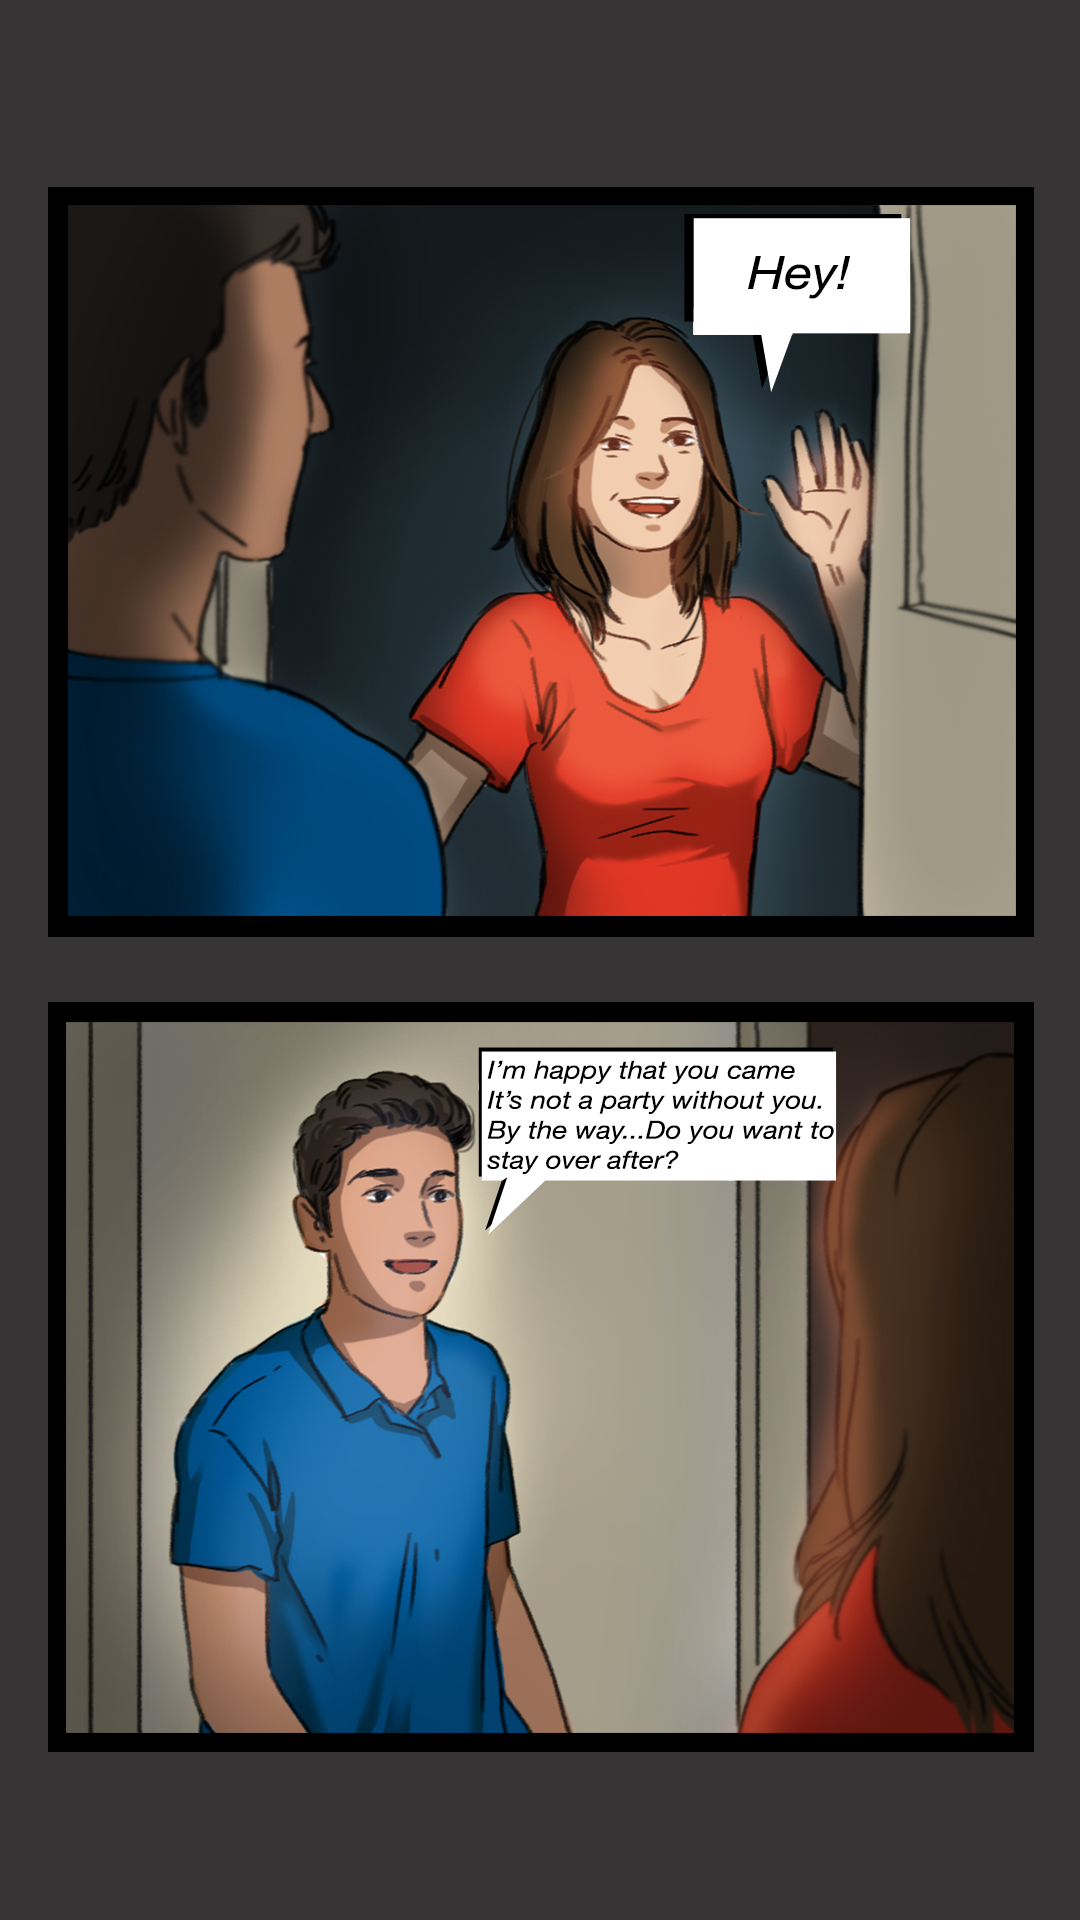 Hey!
I'm happy that you came
It's not a party without you.
By the way...Do you want to
stay over after?